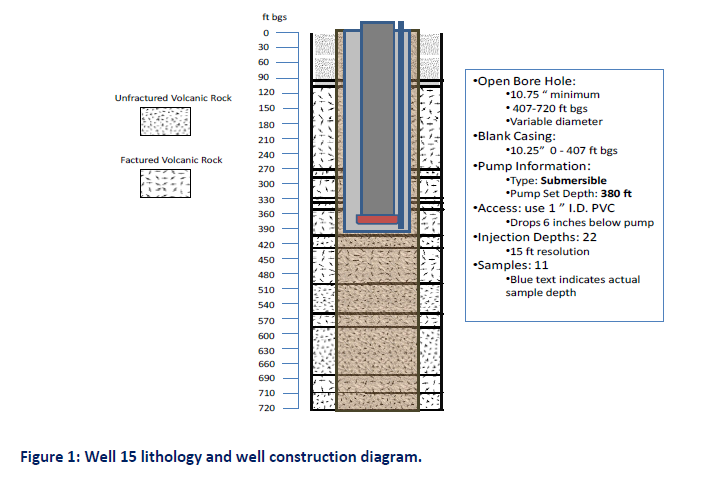 ft bgs
0
30
60
90
120
150
180
210
240
270
300
330
360
390
420
450
480
510
540
570
600
630
660
690
710
720
Unfractured Volcanic Rock
Factured Volcanic Rock
•Open Bore Hole:
•10.75 “ minimum
• 407-720 ft bgs
•Variable diameter
•Blank Casing:
•10.25” 0 - 407 ft bgs
•Pump Information:
•Type: Submersible
•Pump Set Depth: 380 ft
•Access: use 1 ” I.D. PVC
•Drops 6 inches below pump
•Injection Depths: 22
•15 ft resolution
•Samples: 11
•Blue text indicates actual
sample depth
Figure 1: Well 15 lithology and well construction diagram.